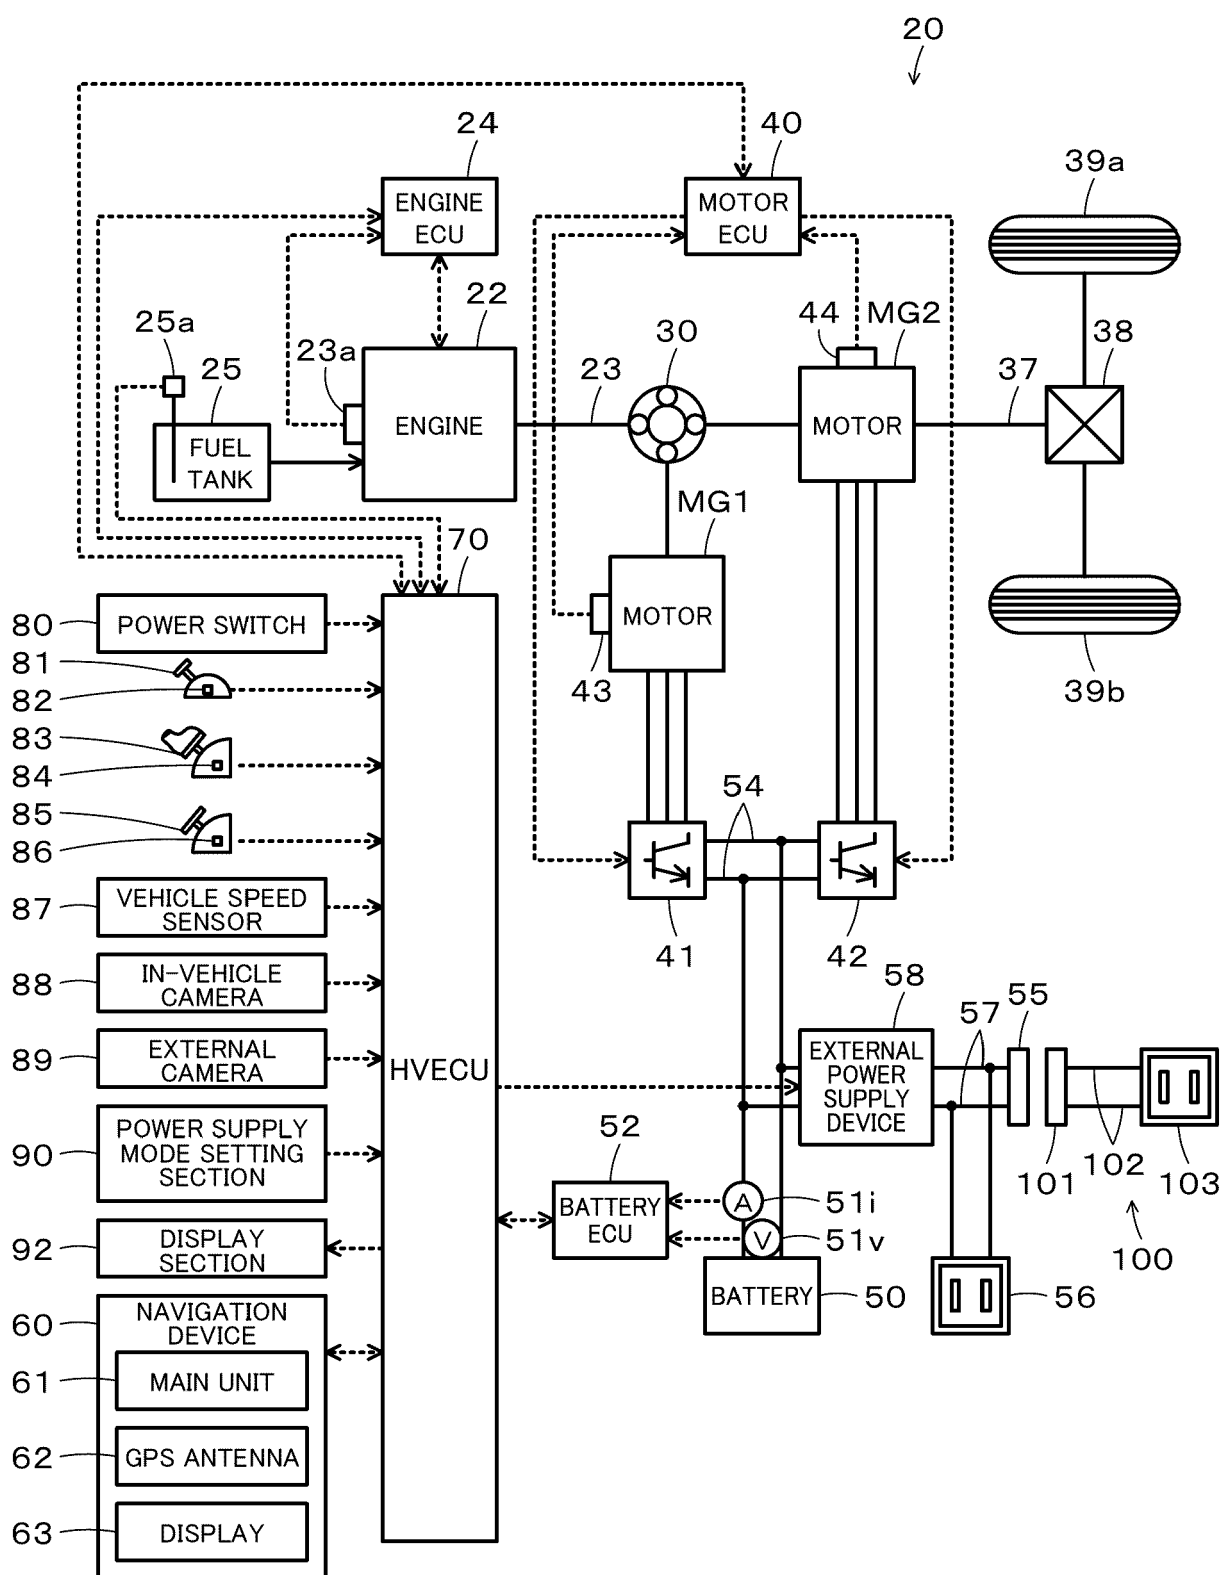 20
24
40
39a
ENGINE
ECU
MOTOR
ECU
22
25a
23a
25
30
44
MG2
38
23
37
FUEL
TANK
ENGINE
MOTOR
MG1
70
80
POWER SWITCH
MOTOR
81
82
43
39b
83
84
54
85
86
87
VEHICLE SPEED
SENSOR
41
42
88
IN-VEHICLE
CAMERA
58
55
57
89
EXTERNAL
CAMERA
HVECU
EXTERNAL
POWER
SUPPLY
DEVICE
90
POWER SUPPLY
MODE SETTING
SECTION
52
101
102
103
BATTERY
ECU
A
51i
V
51v
100
92
DISPLAY
SECTION
BATTERY
50
56
60
NAVIGATION
DEVICE
61
MAIN UNIT
62
GPS ANTENNA
63
DISPLAY